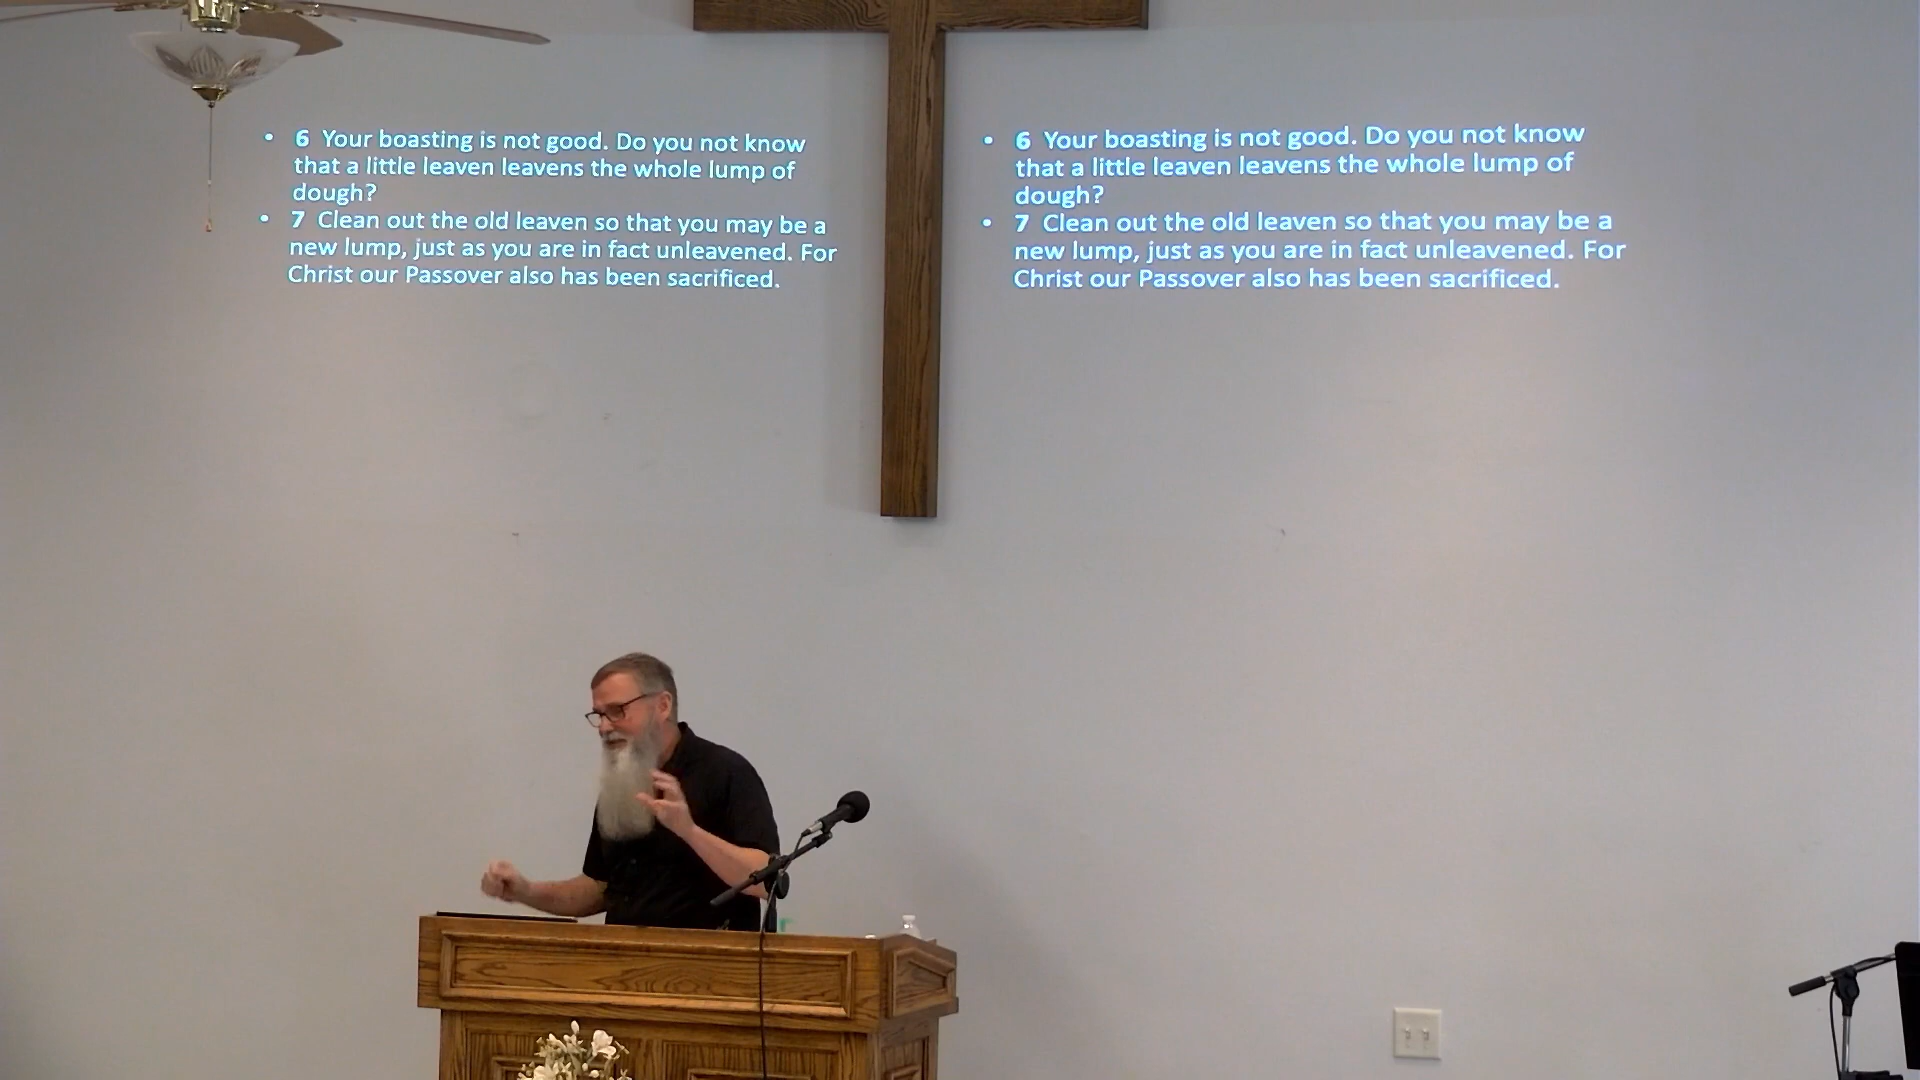 • 6 Your boasting is not good. Do you not know
that a little leaven leavens the whole lump of
dough?
• 7 Clean out the old leaven so that you may be a
new lump, just as you are in fact unleavened. For
Christ our Passover also has been sacrificed.
• 6 Your boasting is not good. Do you not know
that a little leaven leavens the whole lump of
dough?
• 7 Clean out the old leaven so that you may be a
new lump, just as you are in fact unleavened. For
Christ our Passover also has been sacrificed.